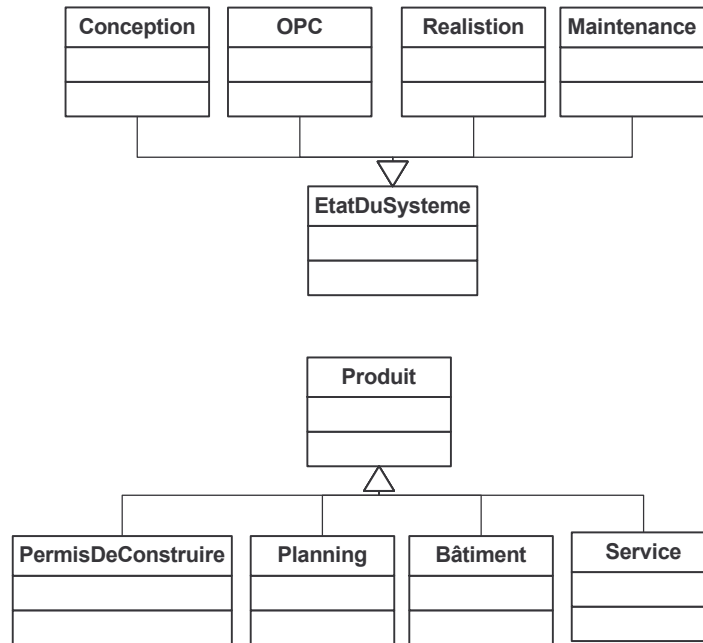 Conception
OPC
Realistion
Maintenance
EtatDuSysteme
Produit
PermisDeConstruire
Planning
Bâtiment
Service